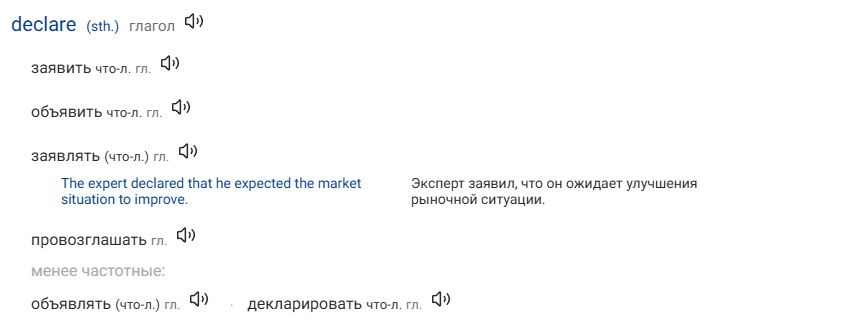 declare (sth.) глагол
заявить что-л. гл.
объявить что-л. гл.
заявлять (что-л.) гл.
The expert declared that he expected the market
situation to improve.
Эксперт заявил, что он ожидает улучшения
рыночной ситуации.
провозглашать гл.
менее частотные:
объявлять (что-л.) гл. · декларировать что-л. гл.